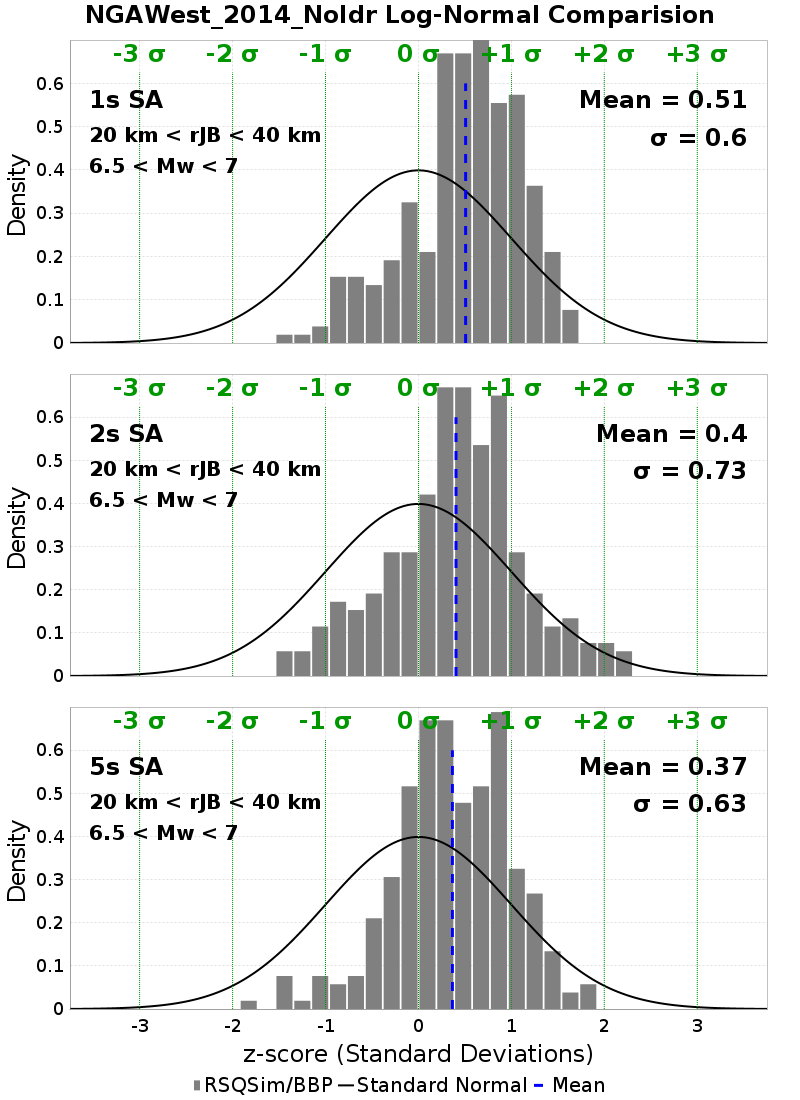 NGAWest_2014_NoIdr Log-Normal Comparision
-3 σ -2 σ -1 σ 0 σ +1 σ +2 σ +3 σ
1s SA
Mean = 0.51
20 km < rJB < 40 km
σ = 0.6
6.5 < Mw < 7
Density
0.6
0.5
0.4
0.3
0.2
0.1
0
-3 σ -2 σ -1 σ 0 σ +1 σ +2 σ +3 σ
2s SA
Mean = 0.4
20 km < rJB < 40 km
σ = 0.73
6.5 < Mw < 7
Density
0.6
0.5
0.4
0.3
0.2
0.1
0
-3 σ -2 σ -1 σ 0 σ +1 σ +2 σ +3 σ
5s SA
Mean = 0.37
20 km < rJB < 40 km
σ = 0.63
6.5 < Mw < 7
Density
0.6
0.5
0.4
0.3
0.2
0.1
0
-3 -2 -1 0 1 2 3
z-score (Standard Deviations)
RSQSim/BBP Standard Normal Mean